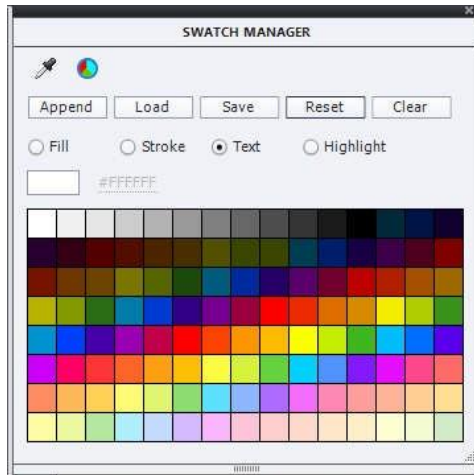 SWATCH MANAGER
Append Load Save Reset Clear
Fill Stroke Text Highlight
#FFFFFF